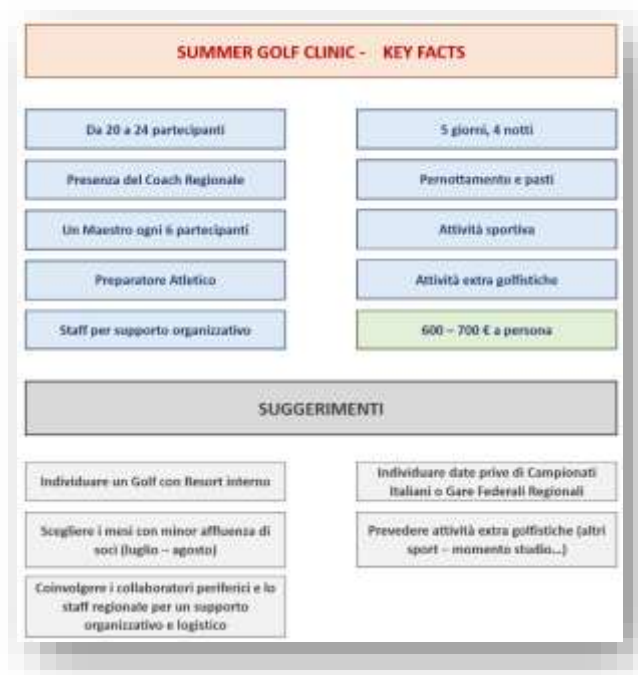 SUMMER GOLF CLINIC - KEY FACTS
Da 20 a 24 partecipanti
5 giorni, 4 notti
Presenza del Coach Regionale
Pernottamento e pasti
Un Maestro ogni 6 partecipanti
Attività sportiva
Preparatore Atletico
Attività extra golfistiche
Staff per supporto organizzativo
600 – 700 € a persona
SUGGERIMENTI
Individuare un Golf con Resort interno
Individuare date prive di Campionati
Italiani o Gare Federali Regionali
Scegliere i mesi con minor affluenza di
soci (luglio – agosto)
Prevedere attività extra golfistiche (altri
sport – momento studio...)
Coinvolgere i collaboratori periferici e lo
staff regionale per un supporto
organizzativo e logistico